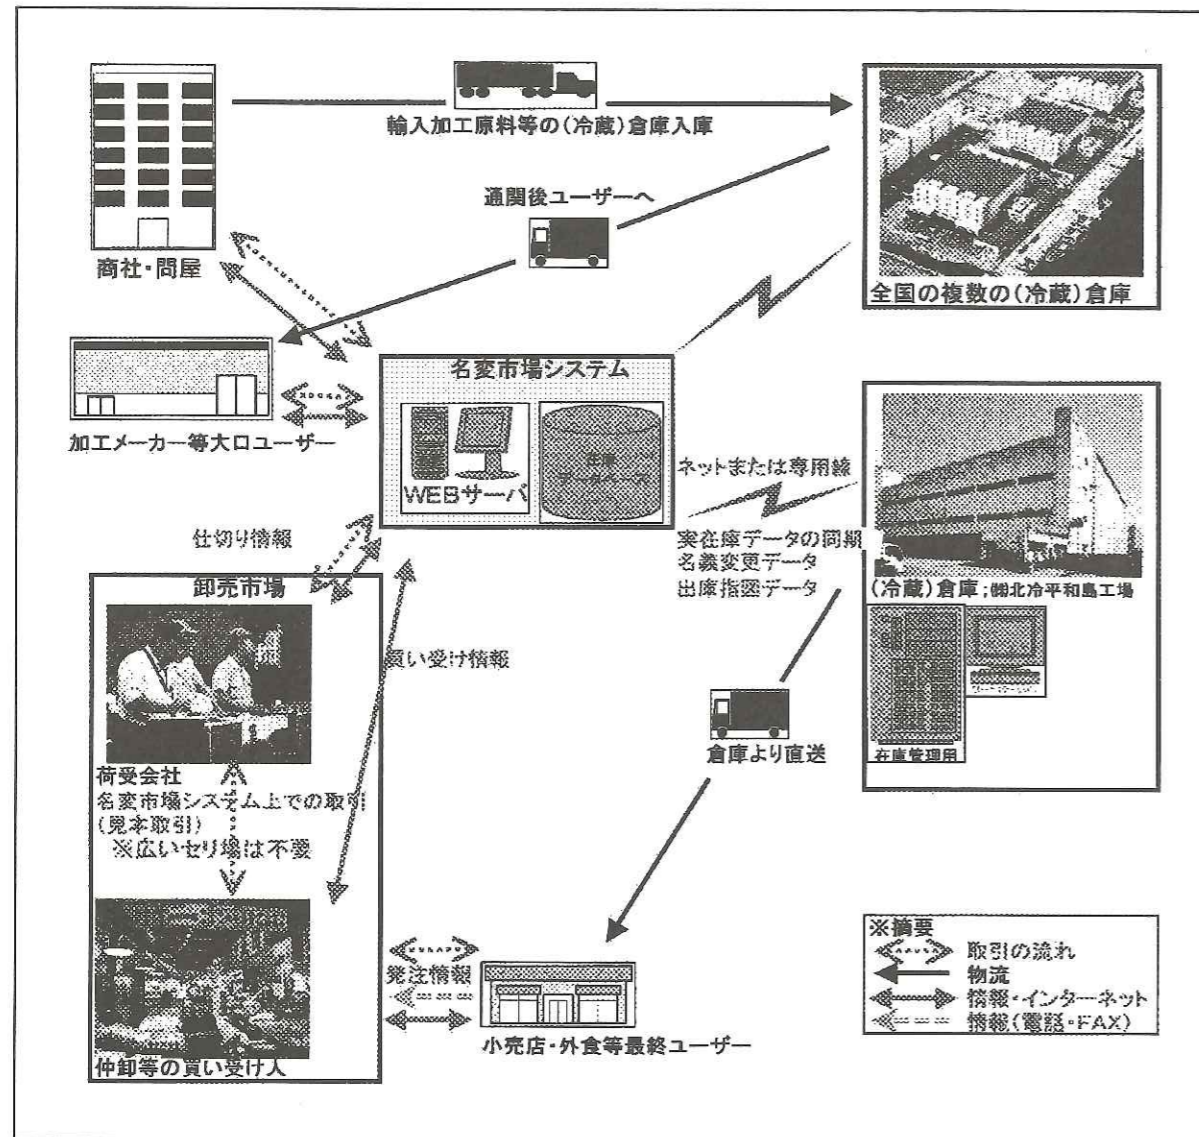 輸入加工原料等の(冷蔵)倉庫入庫
通関後ユーザーへ
商社・問屋
全国の複数の(冷蔵)倉庫
名変市場システム
加工メーカー等大口ユーザー
WEBサーバ
在庫
データベース
ネットまたは専用線
仕切り情報
実在庫データの同期
名義変更データ
出庫指図データ
卸売市場
(冷蔵)倉庫;㈱北冷平和島工場
買い受け情報
在庫管理用
倉庫より直送
荷受会社
名変市場システム上での取引
(見本取引)
※広いセリ場は不要
※摘要
取引の流れ
物流
情報・インターネット
情報(電話・FAX)
発注情報
小売店・外食等最終ユーザー
仲卸等の買い受け人